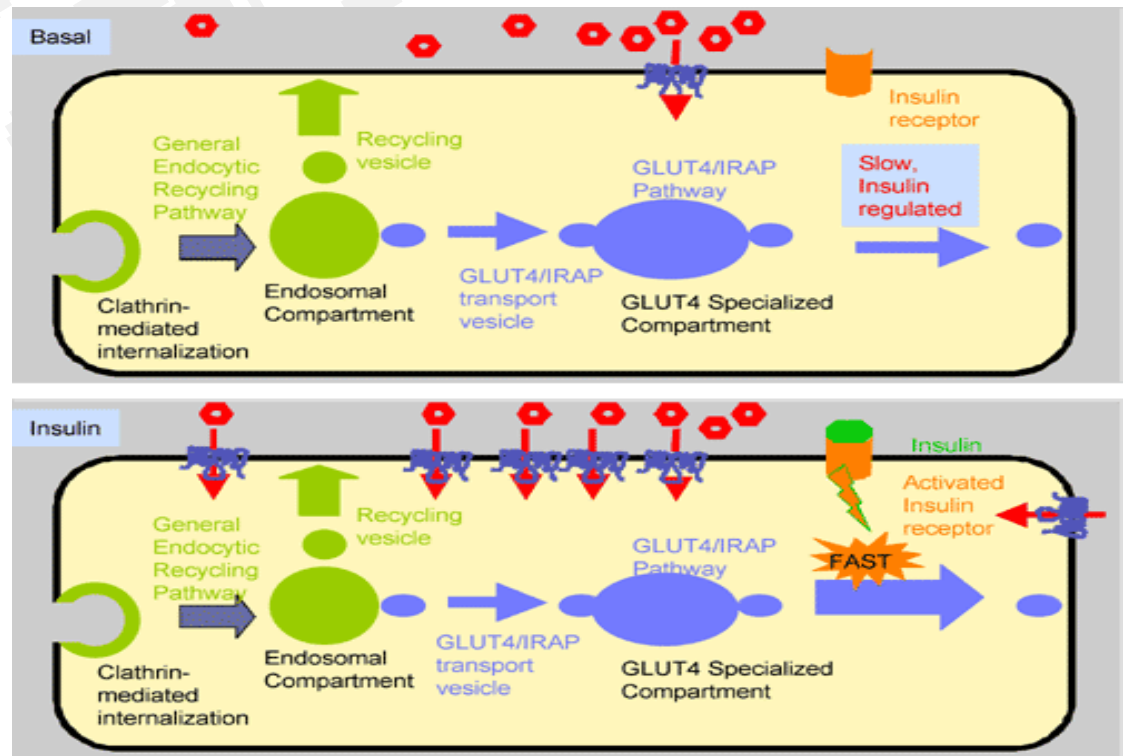 Basal
Insulin
receptor
General
Endocytic
Recycling
Pathway
Recycling
vesicle
GLUT4/IRAP
Pathway
Slow,
Insulin
regulated
Clathrin-
mediated
internalization
Endosomal
Compartment
GLUT4/IRAP
transport
vesicle
GLUT4 Specialized
Compartment
Insulin
Insulin
Activated
Insulin
receptor
General
Endocytic
Recycling
Pathway
Recycling
vesicle
GLUT4/IRAP
Pathway
FAST
Clathrin-
mediated
internalization
Endosomal
Compartment
GLUT4/IRAP
transport
vesicle
GLUT4 Specialized
Compartment